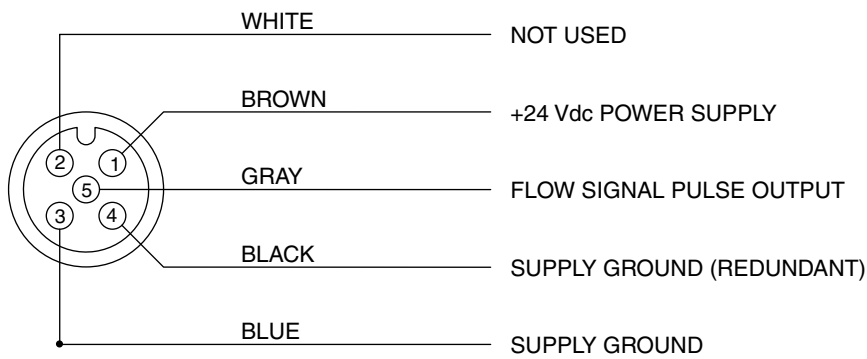 WHITE NOT USED
BROWN +24 Vdc POWER SUPPLY
2 1
GRAY FLOW SIGNAL PULSE OUTPUT
5
3 4
BLACK SUPPLY GROUND (REDUNDANT)
BLUE SUPPLY GROUND